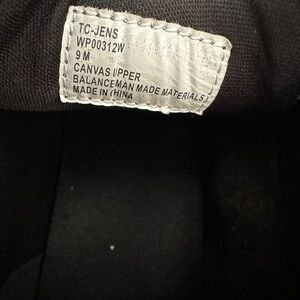 TC-JENS
WP00312W
9 M
CANVAS UPPER
BALANCEMAN MADE MATERIALS
MADE IN CHINA